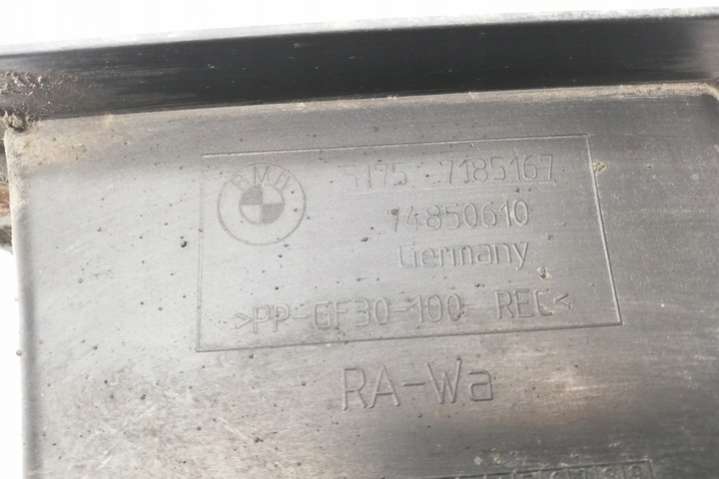 BMW
5175 7185167
14850610
Germany
>PP-GF30-100 REC<
RA-Wa